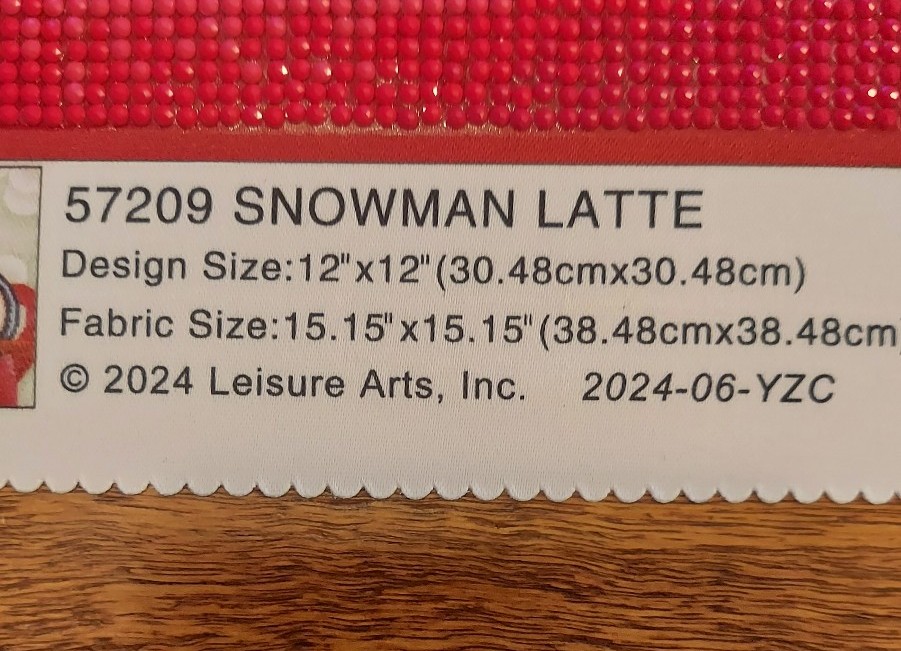 57209 SNOWMAN LATTE
Design Size:12"x12"(30.48cmx30.48cm)
Fabric Size:15.15"x15.15"(38.48cmx38.48cm)
© 2024 Leisure Arts, Inc. 2024-06-YZC